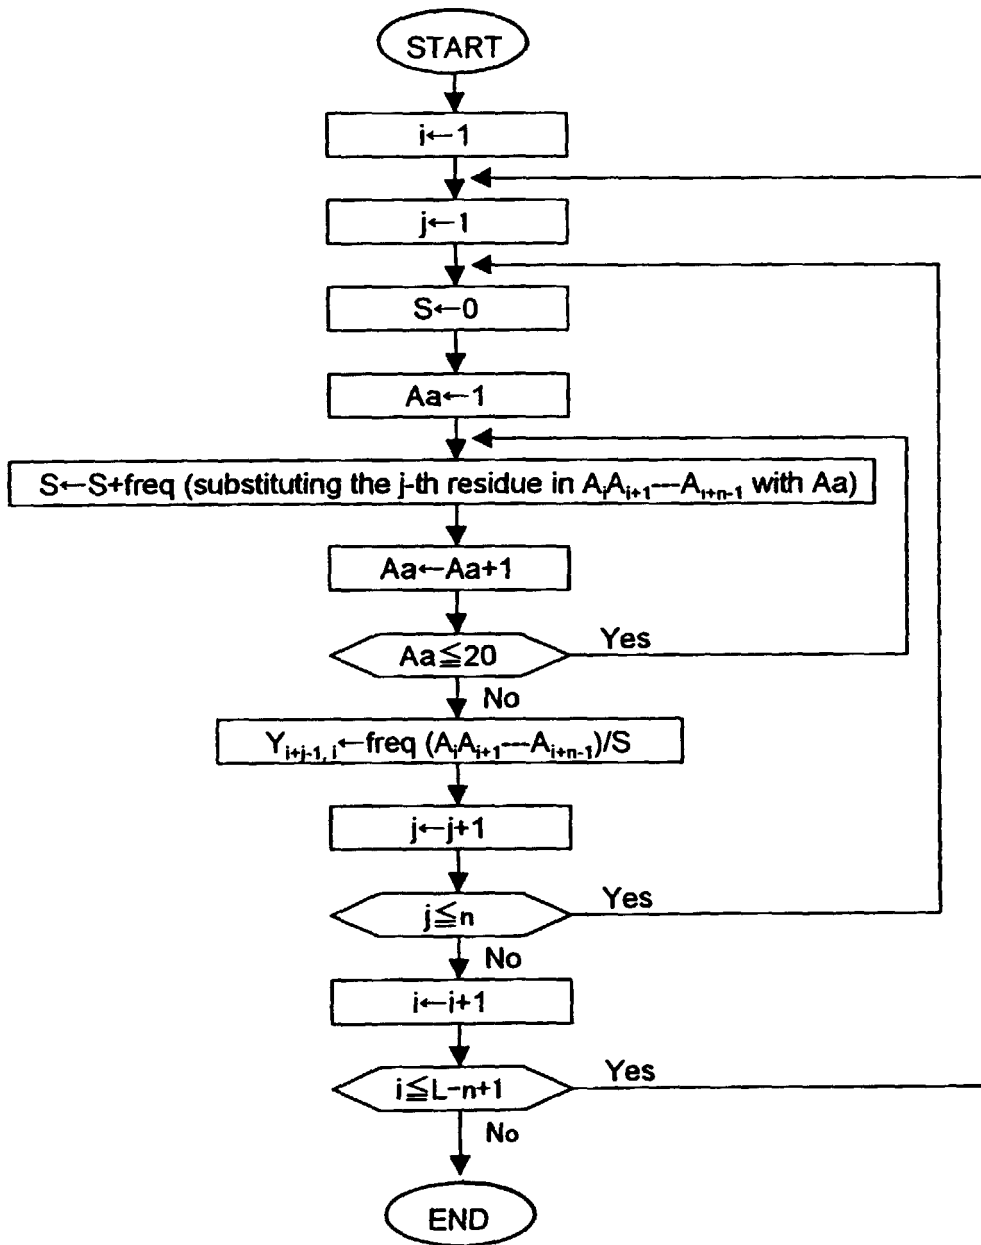 START
i←1
j←1
S←0
Aa←1
S←S+freq (substituting the j-th residue in AᵢAᵢ₊₁---Aᵢ₊ₙ₋₁ with Aa)
Aa←Aa+1
Aa≦20
Yes
No
Yᵢ₊ⱼ₋₁, ᵢ←freq (AᵢAᵢ₊₁---Aᵢ₊ₙ₋₁)/S
j←j+1
j≦n
Yes
No
i←i+1
i≦L-n+1
Yes
No
END